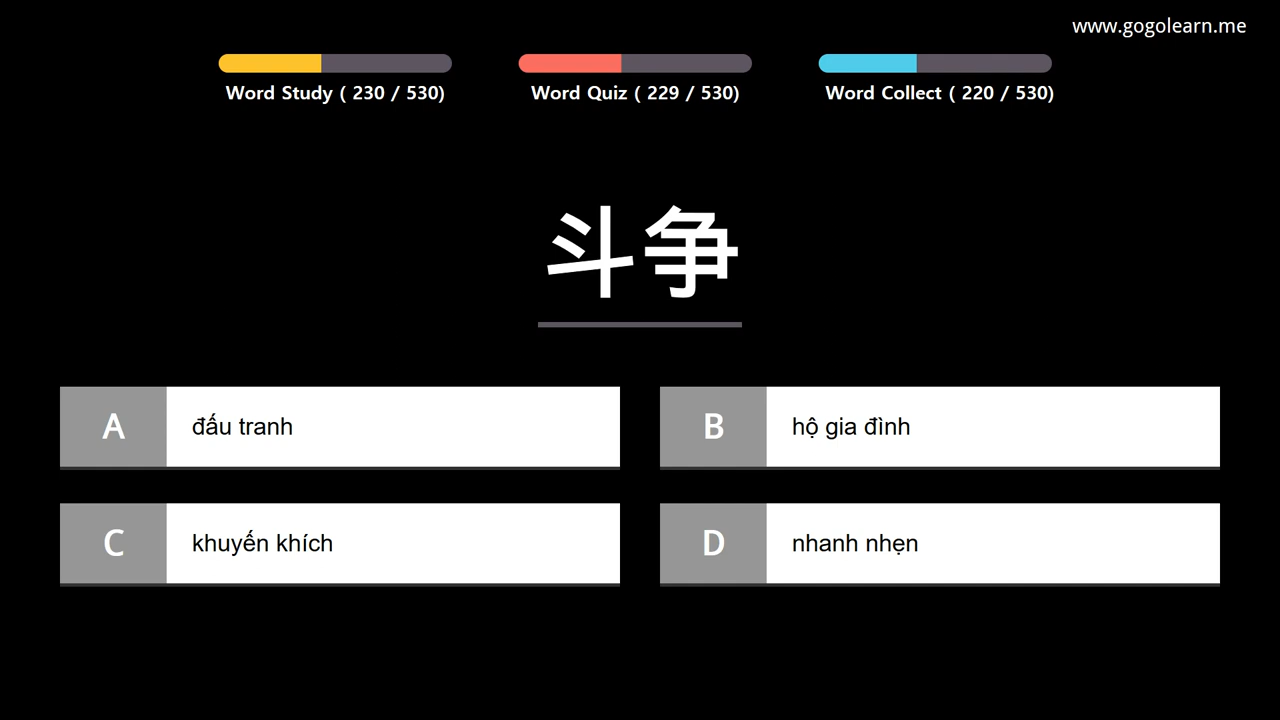 www.gogolearn.me
Word Study ( 230 / 530)
Word Quiz ( 229 / 530)
Word Collect ( 220 / 530)
斗争
A đấu tranh
B hộ gia đình
C khuyến khích
D nhanh nhẹn